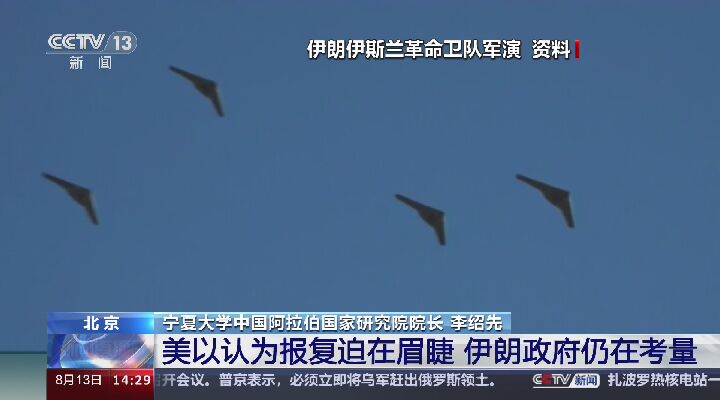 CCTV 13
新闻
伊朗伊斯兰革命卫队军演 资料
北京
宁夏大学中国阿拉伯国家研究院院长 李绍先
美以认为报复迫在眉睫 伊朗政府仍在考量
8月13日 14:29
召开会议。普京表示，必须立即将乌军赶出俄罗斯领土。 CCTV 新闻 扎波罗热核电站一